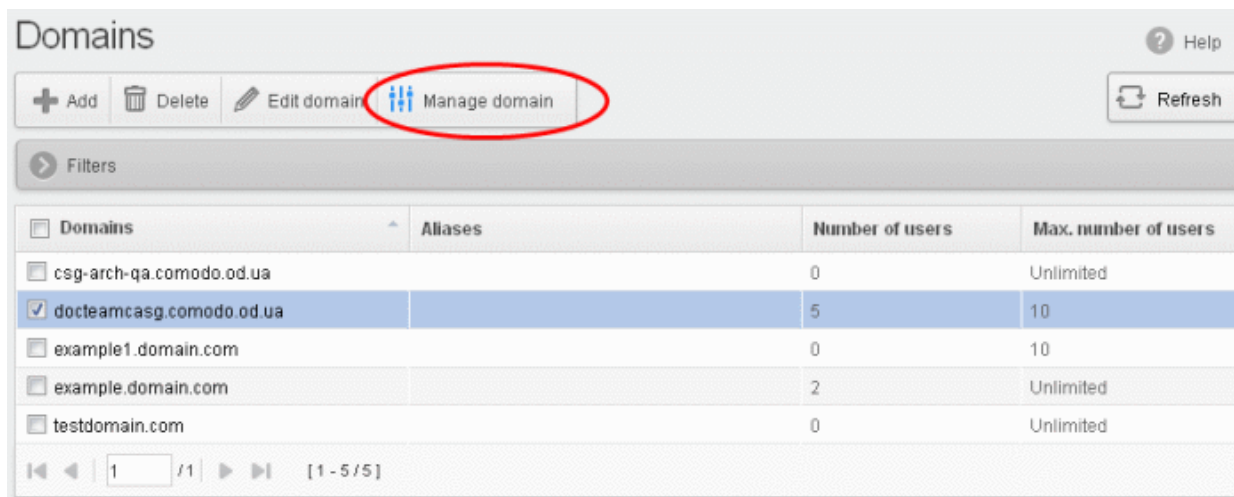 Domains
Help
Add Delete Edit domain Manage domain Refresh
Filters
Domains Aliases Number of users Max. number of users
csg-arch-qa.comodo.od.ua 0 Unlimited
docteamcasg.comodo.od.ua 5 10
example1.domain.com 0 10
example.domain.com 2 Unlimited
testdomain.com 0 Unlimited
1 /1 [1 - 5 / 5]